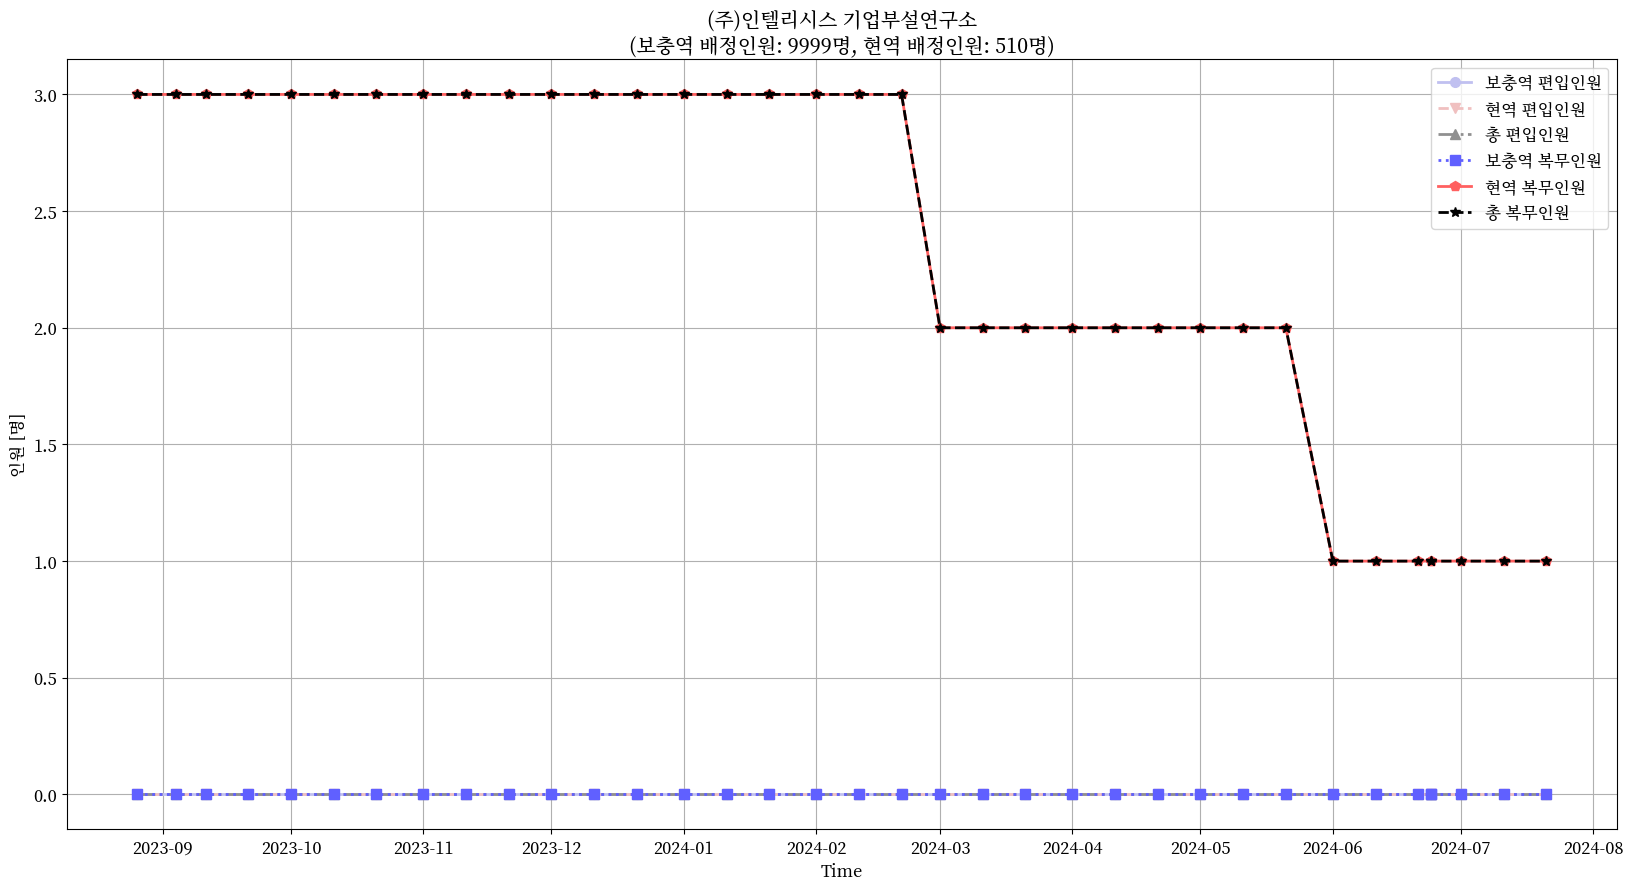 (주)인텔리시스 기업부설연구소
(보충역 배정인원: 9999명, 현역 배정인원: 510명)
보충역 편입인원
현역 편입인원
총 편입인원
보충역 복무인원
현역 복무인원
총 복무인원
인원 [명]
3.0
2.5
2.0
1.5
1.0
0.5
0.0
2023-09
2023-10
2023-11
2023-12
2024-01
2024-02
2024-03
2024-04
2024-05
2024-06
2024-07
2024-08
Time